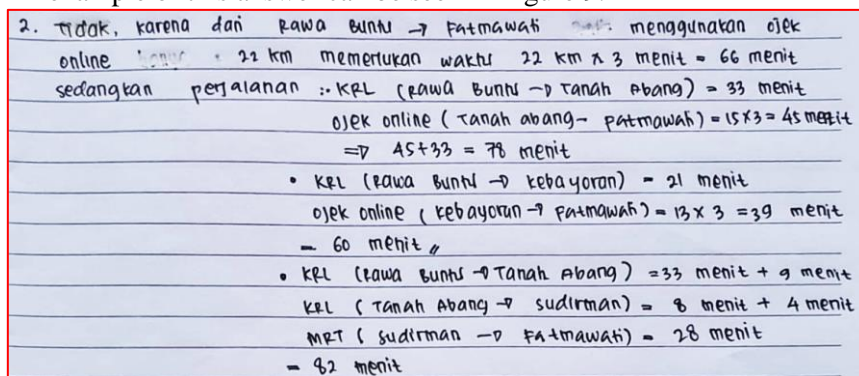 2. Tidak, karena dari Rawa Buntu → Fatmawati menggunakan ojek
online 22 km memerlukan waktu 22 km x 3 menit = 66 menit
sedangkan perjalanan :• KRL (Rawa Buntu → Tanah Abang) = 33 menit
ojek online (Tanah abang - Fatmawati) = 15x3 = 45 menit
⇒ 45+33 = 78 menit
• KRL (Rawa Buntu → kebayoran) = 21 menit
ojek online (kebayoran → Fatmawati) = 13 x 3 = 39 menit
= 60 menit //
• KRL (Rawa Buntu → Tanah Abang) = 33 menit + 9 menit
KRL (Tanah Abang → Sudirman) = 8 menit + 4 menit
MRT (Sudirman → Fatmawati) = 28 menit
= 82 menit